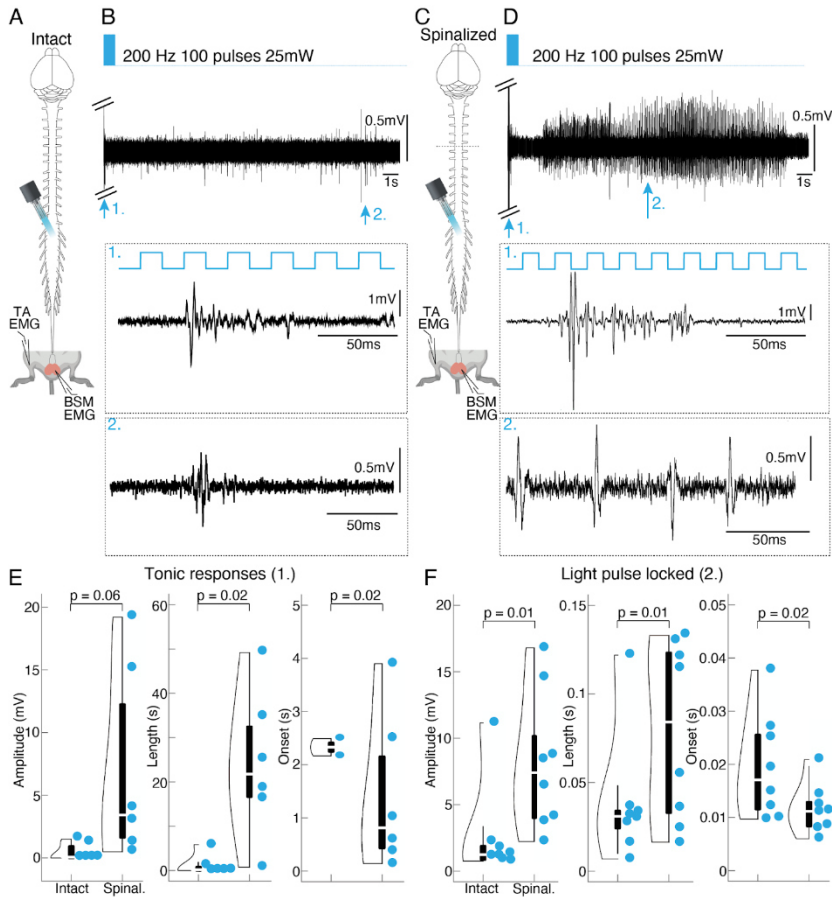 A
Intact
TA
EMG
BSM
EMG
B
200 Hz 100 pulses 25mW
0.5mV
1s
1.
2.
1.
1mV
50ms
2.
0.5mV
50ms
C
Spinalized
TA
EMG
BSM
EMG
D
200 Hz 100 pulses 25mW
0.5mV
1s
1.
2.
1.
1mV
50ms
2.
0.5mV
50ms
E
Tonic responses (1.)
p = 0.06
Amplitude (mV)
20
15
10
5
0
Intact
Spinal.
p = 0.02
Length (s)
60
40
20
0
p = 0.02
Onset (s)
5
4
3
2
1
0
F
Light pulse locked (2.)
p = 0.01
Amplitude (mV)
20
15
10
5
0
Intact
Spinal.
p = 0.01
Length (s)
0.15
0.1
0.05
0
p = 0.02
Onset (s)
0.05
0.04
0.03
0.02
0.01
0